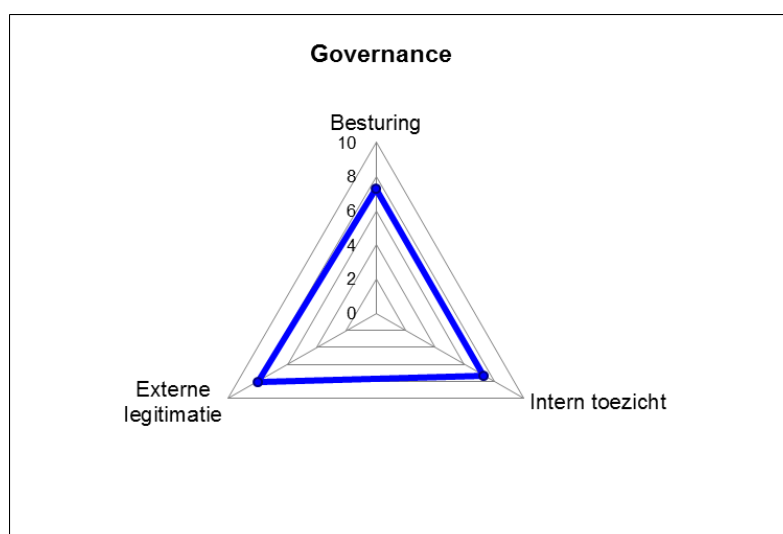 Governance
Besturing
10
8
6
4
2
0
Externe
legitimatie
Intern toezicht